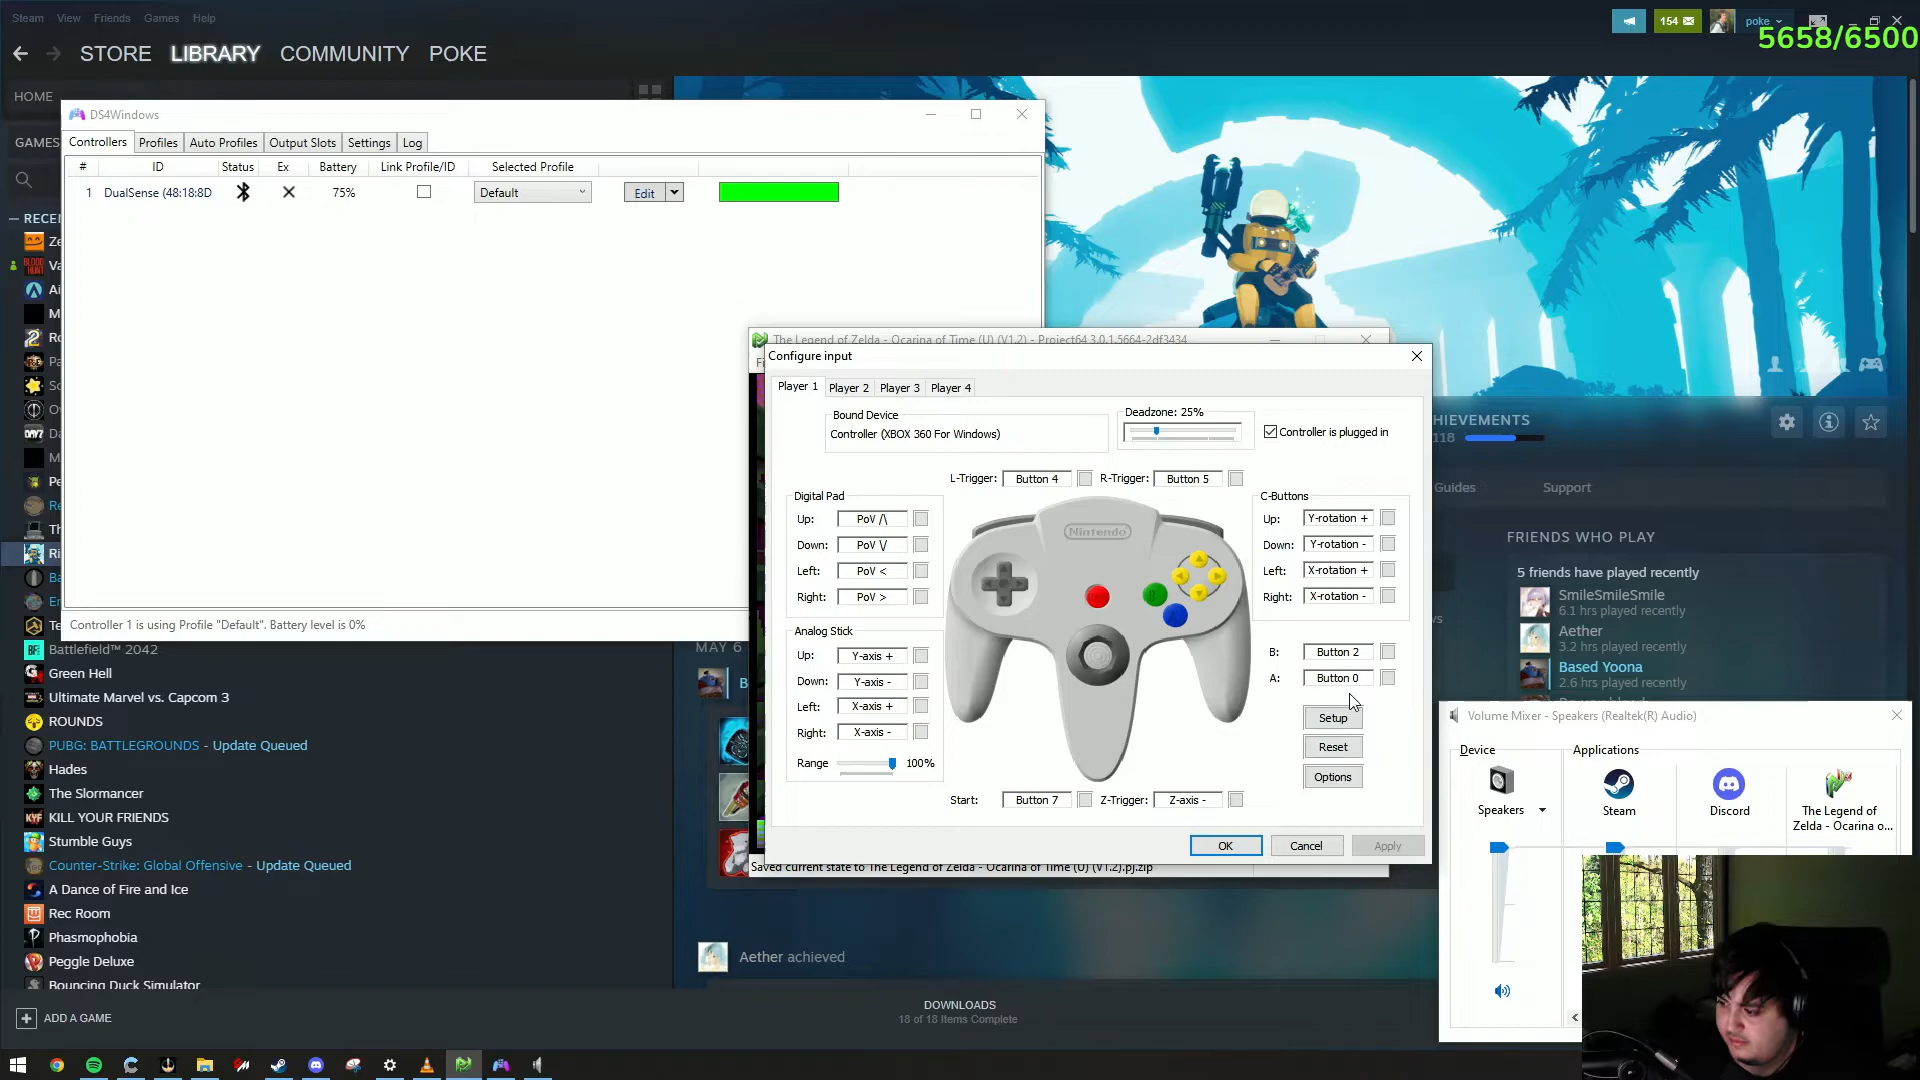 Steam View Friends Games Help
154
poke
5658/6500
STORE LIBRARY COMMUNITY POKE
HOME
GAMES
DS4Windows
Controllers Profiles Auto Profiles Output Slots Settings Log
# ID Status Ex Battery Link Profile/ID Selected Profile
1 DualSense (48:18:8D 75% Default Edit
Controller 1 is using Profile "Default". Battery level is 0%
RECE
Green Hell
Battlefield™ 2042
Ultimate Marvel vs. Capcom 3
ROUNDS
PUBG: BATTLEGROUNDS - Update Queued
Hades
The Slormancer
KILL YOUR FRIENDS
Stumble Guys
Counter-Strike: Global Offensive - Update Queued
A Dance of Fire and Ice
Rec Room
Phasmophobia
Peggle Deluxe
Bouncing Duck Simulator
ADD A GAME
MAY 6
The Legend of Zelda - Ocarina of Time (U) (V1.2) - Project64 3.0.1.5664-2df3434
Configure input
Player 1 Player 2 Player 3 Player 4
Bound Device
Controller (XBOX 360 For Windows)
Deadzone: 25%
Controller is plugged in
L-Trigger: Button 4 R-Trigger: Button 5
Digital Pad
Up: PoV /\
Down: PoV \/
Left: PoV <
Right: PoV >
Analog Stick
Up: Y-axis +
Down: Y-axis -
Left: X-axis +
Right: X-axis -
Range 100%
Nintendo
C-Buttons
Up: Y-rotation +
Down: Y-rotation -
Left: X-rotation +
Right: X-rotation -
B: Button 2
A: Button 0
Setup
Reset
Options
Start: Button 7 Z-Trigger: Z-axis -
OK Cancel Apply
Saved current state to The Legend of Zelda - Ocarina of Time (U) (V1.2).pj.zip
Aether achieved
DOWNLOADS
18 of 18 Items Complete
HIEVEMENTS
118
Guides Support
FRIENDS WHO PLAY
5 friends have played recently
SmileSmileSmile
6.1 hrs played recently
Aether
3.2 hrs played recently
Based Yoona
2.6 hrs played recently
Volume Mixer - Speakers (Realtek(R) Audio)
Device Applications
Speakers Steam Discord The Legend of
Zelda - Ocarina o...